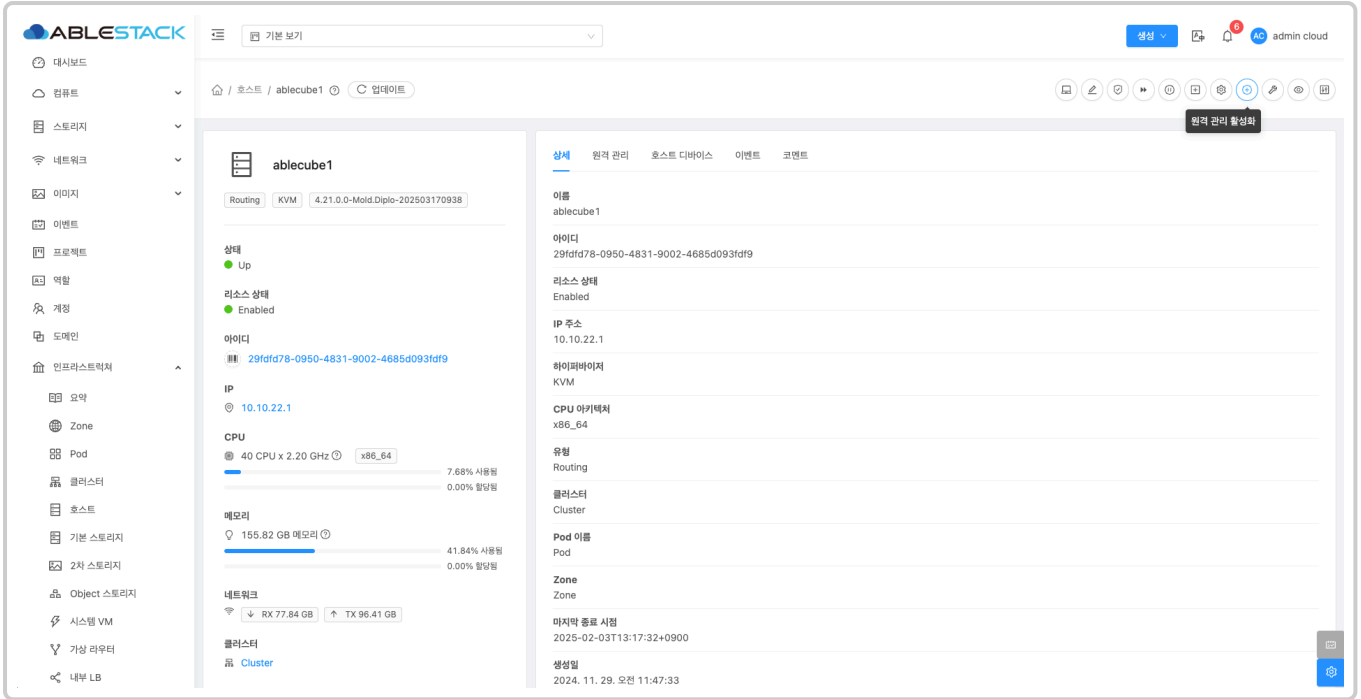 ABLESTACK
기본 보기
생성
6
AC
admin cloud
대시보드
컴퓨트
스토리지
네트워크
이미지
이벤트
프로젝트
역할
계정
도메인
인프라스트럭쳐
요약
Zone
Pod
클러스터
호스트
기본 스토리지
2차 스토리지
Object 스토리지
시스템 VM
가상 라우터
내부 LB
/ 호스트 / ablecube1
업데이트
원격 관리 활성화
ablecube1
Routing
KVM
4.21.0.0-Mold.Diplo-202503170938
상태
Up
리소스 상태
Enabled
아이디
29fdfd78-0950-4831-9002-4685d093fdf9
IP
10.10.22.1
CPU
40 CPU x 2.20 GHz
x86_64
7.68% 사용됨
0.00% 할당됨
메모리
155.82 GB 메모리
41.84% 사용됨
0.00% 할당됨
네트워크
RX 77.84 GB
TX 96.41 GB
클러스터
Cluster
상세
원격 관리
호스트 디바이스
이벤트
코멘트
이름
ablecube1
아이디
29fdfd78-0950-4831-9002-4685d093fdf9
리소스 상태
Enabled
IP 주소
10.10.22.1
하이퍼바이저
KVM
CPU 아키텍처
x86_64
유형
Routing
클러스터
Cluster
Pod 이름
Pod
Zone
Zone
마지막 종료 시점
2025-02-03T13:17:32+0900
생성일
2024. 11. 29. 오전 11:47:33